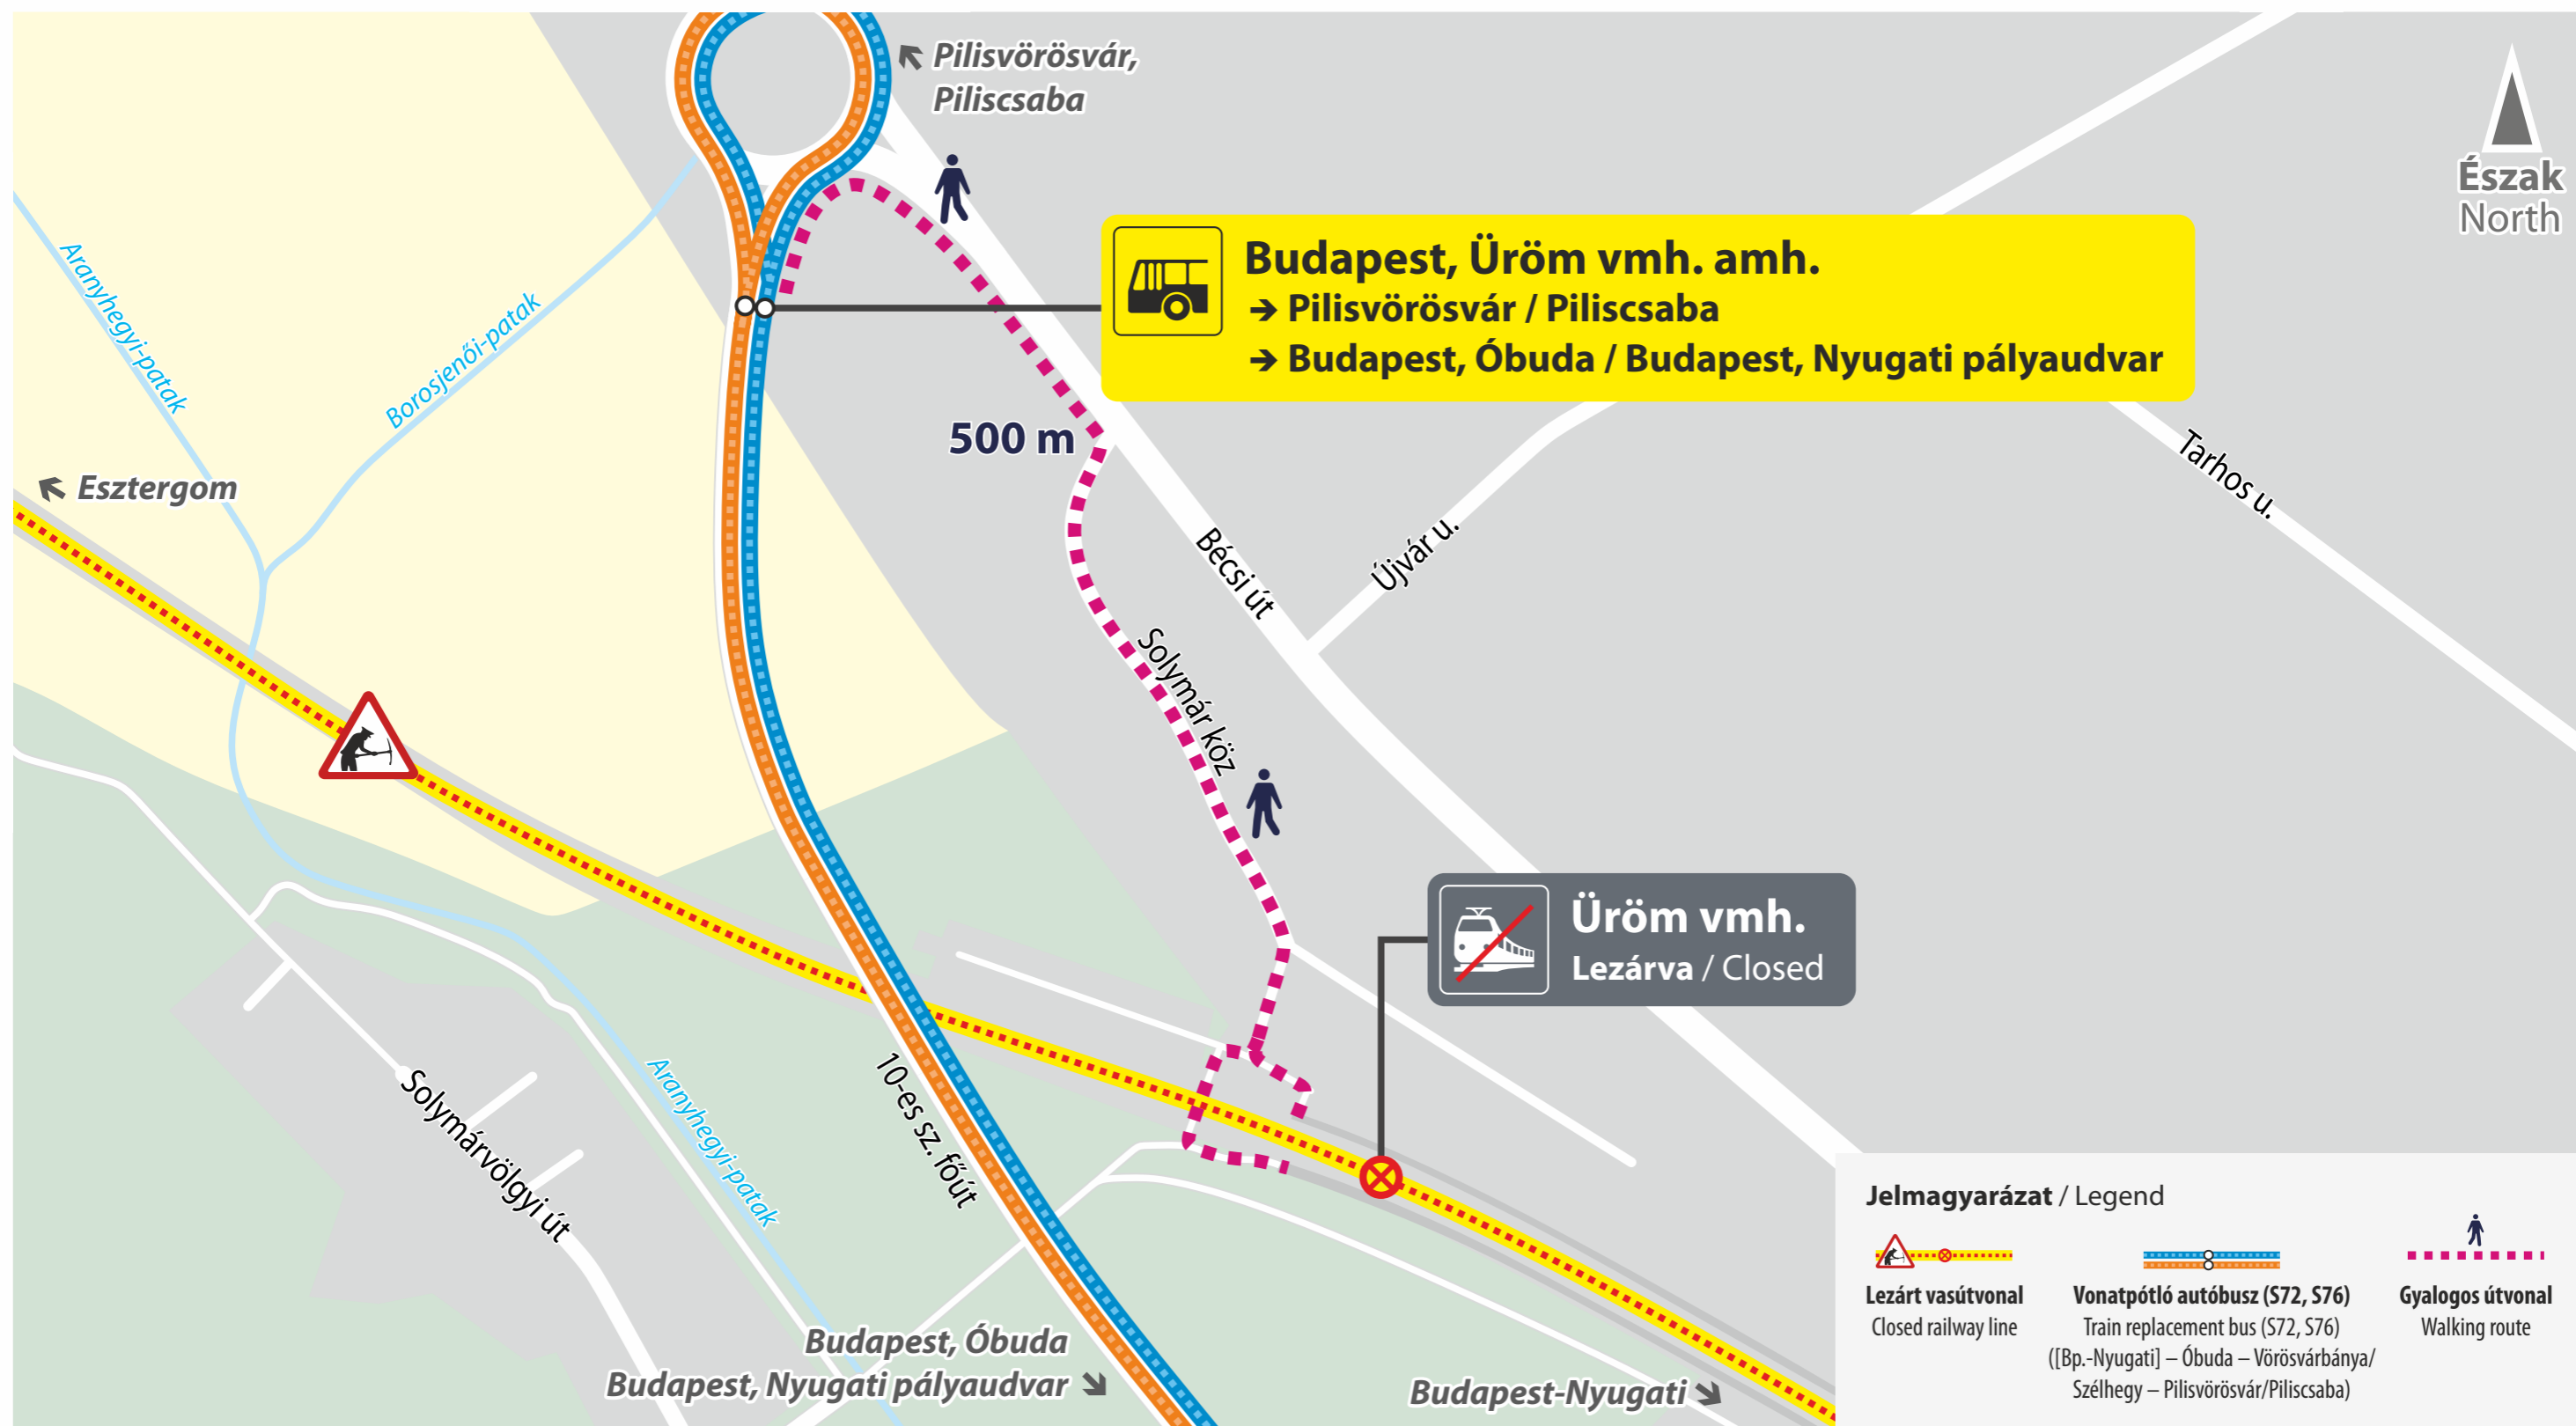 Pilisvörösvár,
Piliscsaba
Észak
North
Budapest, Üröm vmh. amh.
➔ Pilisvörösvár / Piliscsaba
➔ Budapest, Óbuda / Budapest, Nyugati pályaudvar
Aranyhegyi-patak
Borosjenői-patak
500 m
Esztergom
Tarhos u.
Újvár u.
Bécsi út
Solymár köz
Üröm vmh.
Lezárva / Closed
10-es sz. főút
Solymárvölgyi út
Aranyhegyi-patak
Budapest, Óbuda
Budapest, Nyugati pályaudvar
Budapest-Nyugati
Jelmagyarázat / Legend
Lezárt vasútvonal
Closed railway line
Vonatpótló autóbusz (S72, S76)
Train replacement bus (S72, S76)
([Bp.-Nyugati] – Óbuda – Vörösvárbánya/
Szélhegy – Pilisvörösvár/Piliscsaba)
Gyalogos útvonal
Walking route